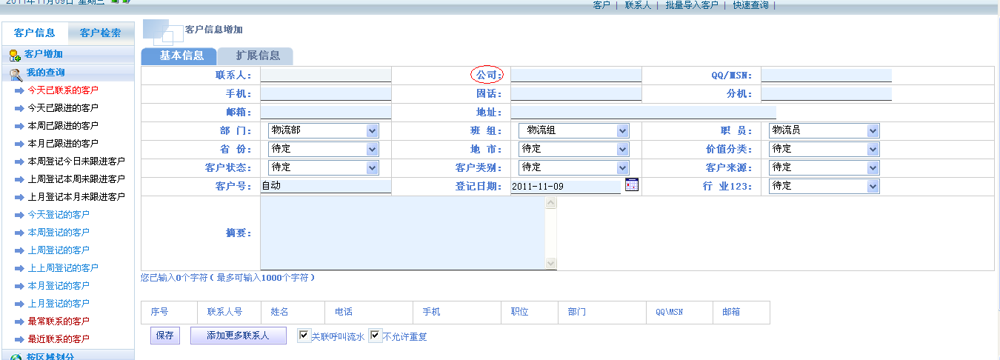 2011年11月09日 星期三
客户 | 联系人 | 批量导入客户 | 快速查询 |
客户信息 客户检索
客户增加
我的查询
今天已联系的客户
今天已跟进的客户
本周已跟进的客户
本月已跟进的客户
本周登记今日未跟进客户
上周登记本周未跟进客户
上月登记本月未跟进客户
今天登记的客户
本周登记的客户
上周登记的客户
上上周登记的客户
本月登记的客户
上月登记的客户
最常联系的客户
最近联系的客户
按区域划分
客户信息增加
基本信息 扩展信息
联系人： 公司： QQ/MSN：
手机： 固话： 分机：
邮箱： 地址：
部 门： 物流部 班 组： 物流组 职 员： 物流员
省 份： 待定 地 市： 待定 价值分类： 待定
客户状态： 待定 客户类别： 待定 客户来源： 待定
客户号： 自动 登记日期： 2011-11-09 行 业123： 待定
摘要：
您已输入0个字符（最多可输入1000个字符）
序号 联系人号 姓名 电话 手机 职位 部门 QQ\MSN 邮箱
保存 添加更多联系人 关联呼叫流水 不允许重复